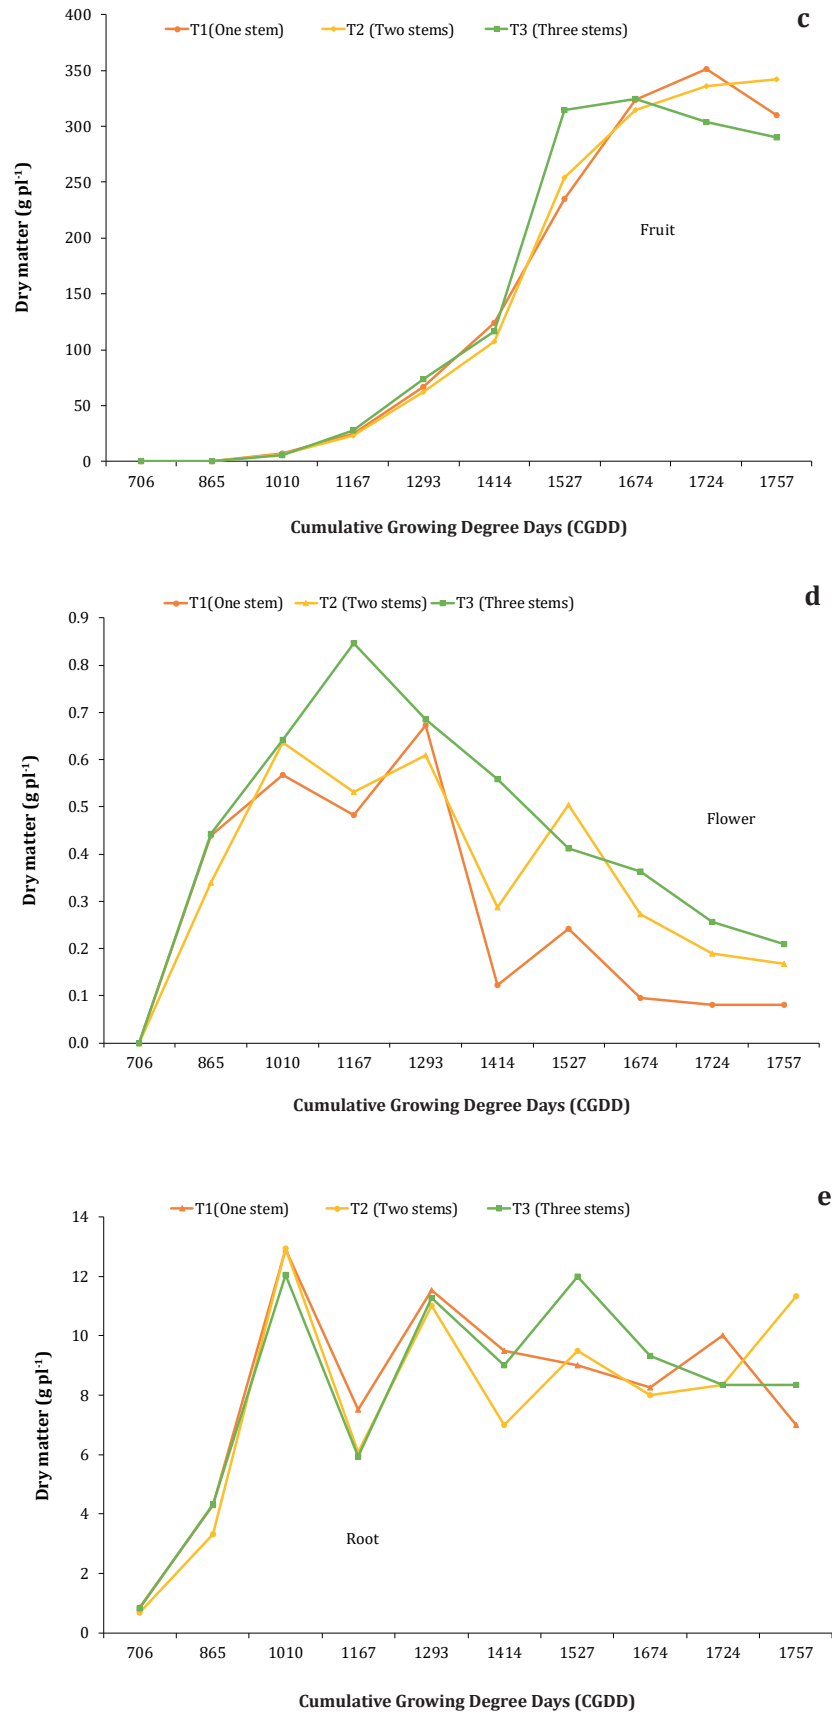 c
T1(One stem) T2 (Two stems) T3 (Three stems)
400
350
300
250
200
150
100
50
0
Dry matter (g pl-1)
Fruit
706 865 1010 1167 1293 1414 1527 1674 1724 1757
Cumulative Growing Degree Days (CGDD)
d
T1(One stem) T2 (Two stems) T3 (Three stems)
0.9
0.8
0.7
0.6
0.5
0.4
0.3
0.2
0.1
0.0
Dry matter (g pl-1)
Flower
706 865 1010 1167 1293 1414 1527 1674 1724 1757
Cumulative Growing Degree Days (CGDD)
e
T1(One stem) T2 (Two stems) T3 (Three stems)
14
12
10
8
6
4
2
0
Dry matter (g pl-1)
Root
706 865 1010 1167 1293 1414 1527 1674 1724 1757
Cumulative Growing Degree Days (CGDD)